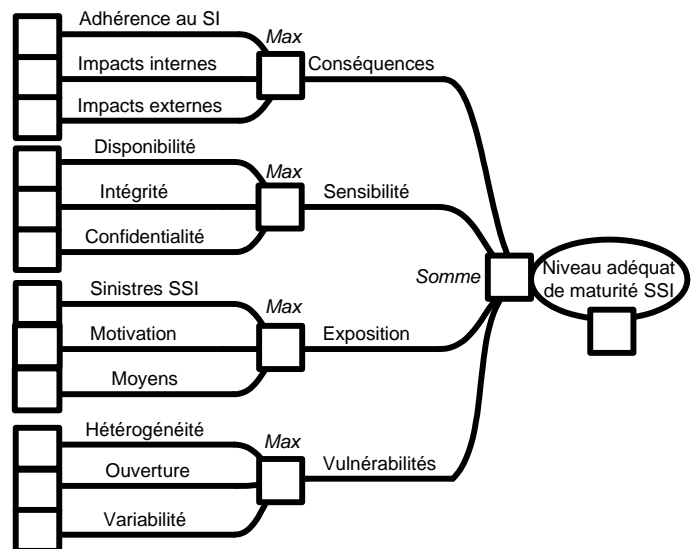 Adhérence au SI
Max
Impacts internes
Conséquences
Impacts externes
Disponibilité
Max
Intégrité
Sensibilité
Confidentialité
Somme
Niveau adéquat
de maturité SSI
Sinistres SSI
Max
Motivation
Exposition
Moyens
Hétérogénéité
Max
Ouverture
Vulnérabilités
Variabilité